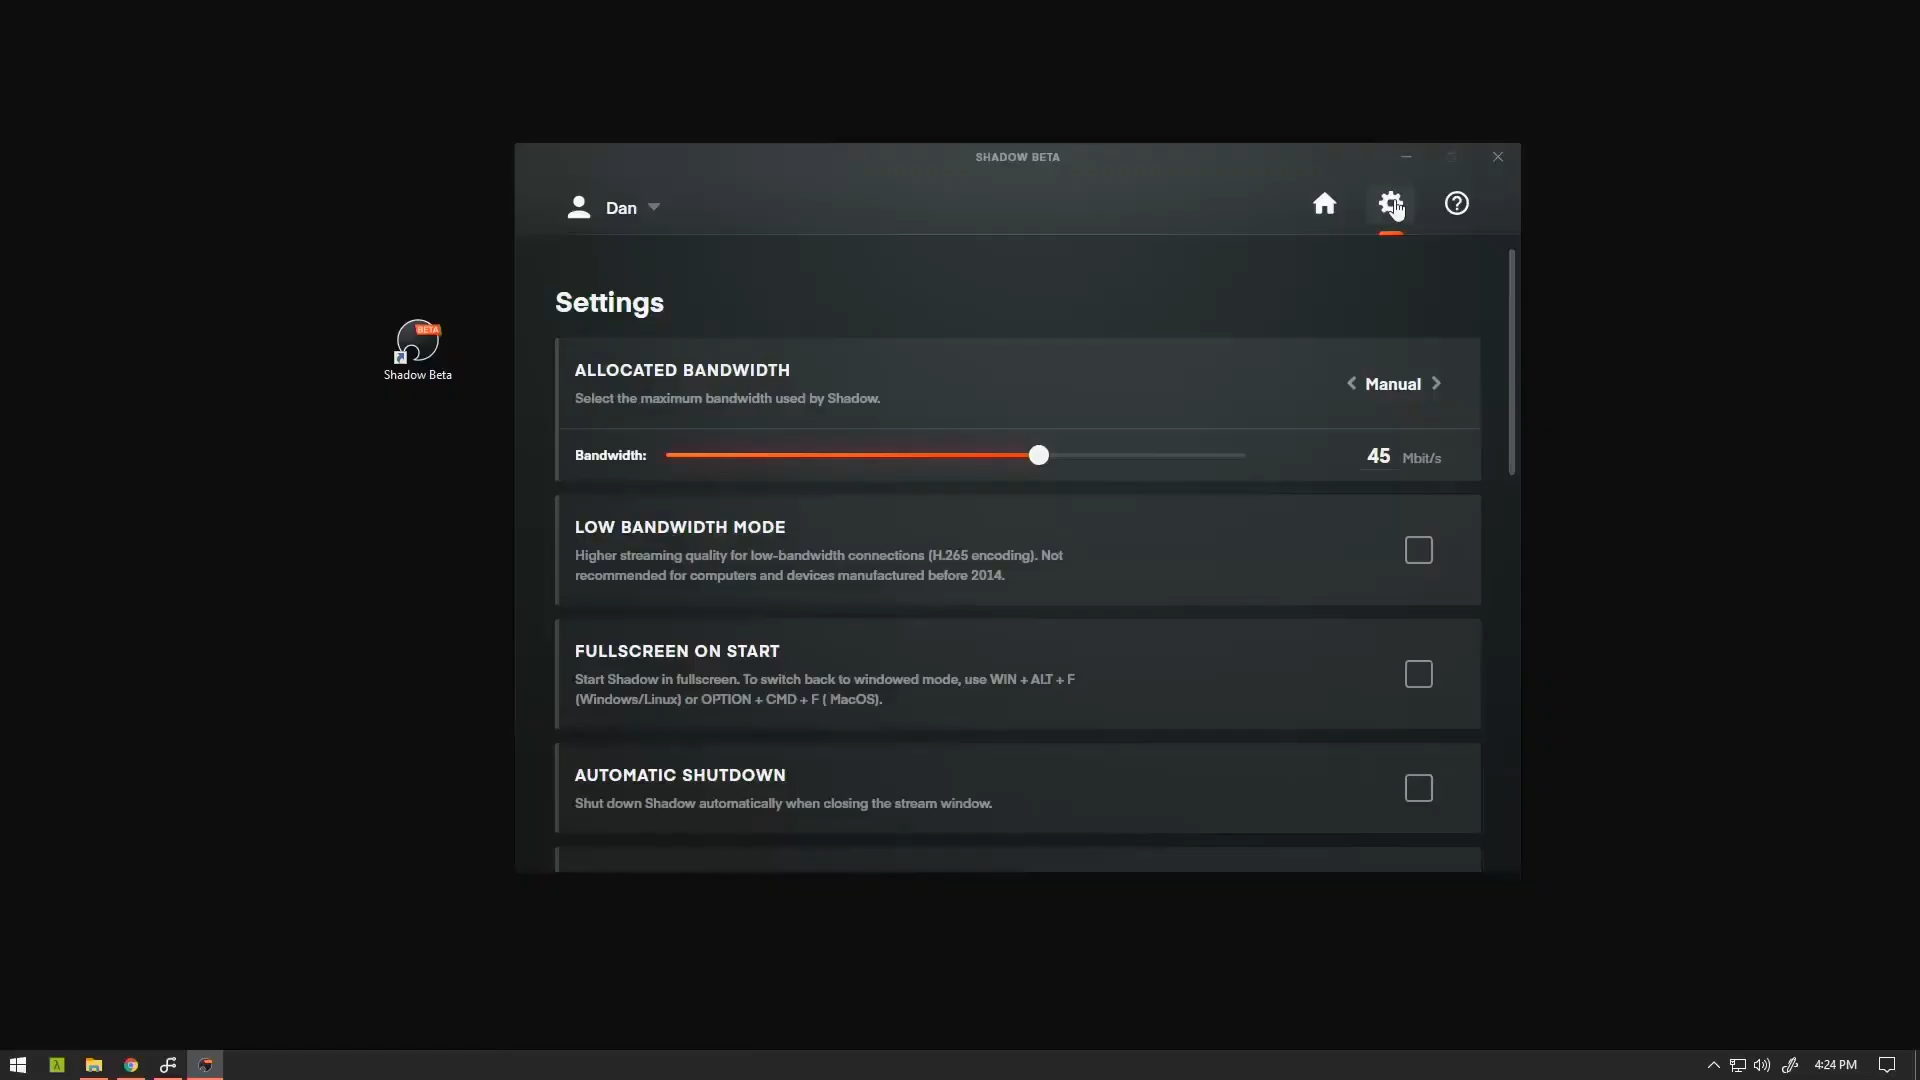 SHADOW BETA
Dan
Settings
BETA
Shadow Beta
ALLOCATED BANDWIDTH
Select the maximum bandwidth used by Shadow.
Manual
Bandwidth:
45 Mbit/s
LOW BANDWIDTH MODE
Higher streaming quality for low-bandwidth connections (H.265 encoding). Not
recommended for computers and devices manufactured before 2014.
FULLSCREEN ON START
Start Shadow in fullscreen. To switch back to windowed mode, use WIN + ALT + F
(Windows/Linux) or OPTION + CMD + F ( MacOS).
AUTOMATIC SHUTDOWN
Shut down Shadow automatically when closing the stream window.
4:24 PM